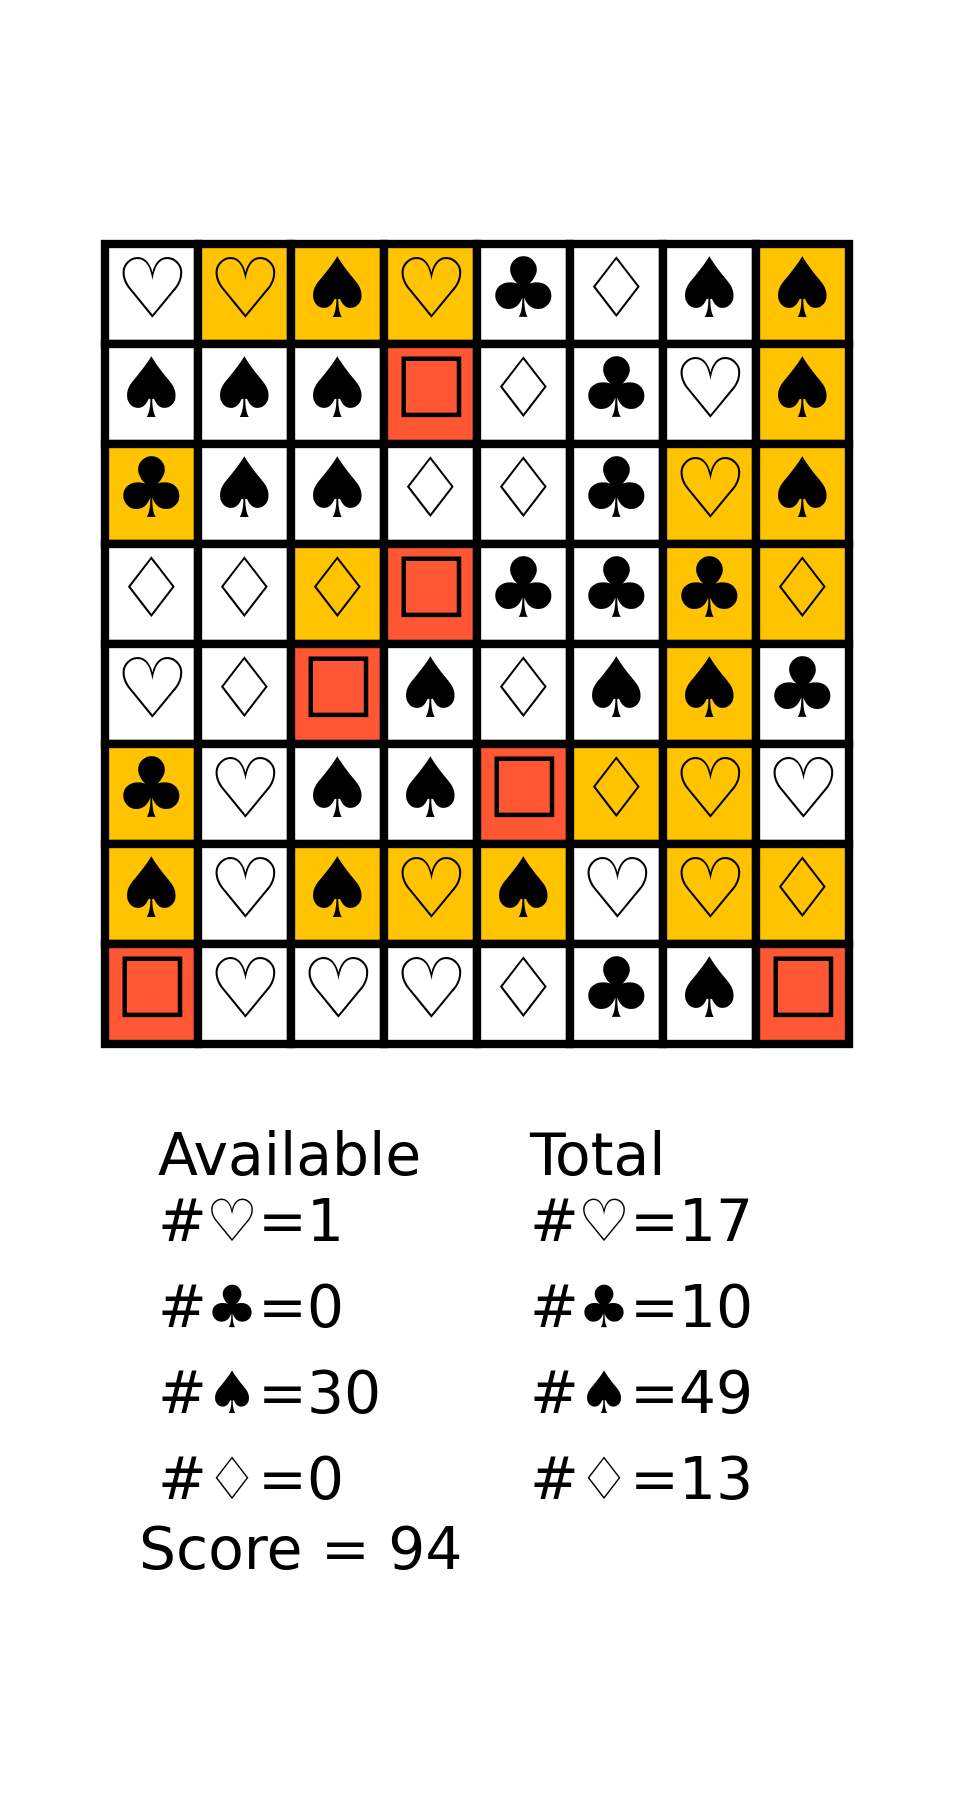 ♡ ♡ ♠ ♡ ♣ ♢ ♠ ♠
♠ ♠ ♠ □ ♢ ♣ ♡ ♠
♣ ♠ ♠ ♢ ♢ ♣ ♡ ♠
♢ ♢ ♢ □ ♣ ♣ ♣ ♢
♡ ♢ □ ♠ ♢ ♠ ♠ ♣
♣ ♡ ♠ ♠ □ ♢ ♡ ♡
♠ ♡ ♠ ♡ ♠ ♡ ♡ ♢
□ ♡ ♡ ♡ ♢ ♣ ♠ □
Available Total
#♡=1 #♡=17
#♣=0 #♣=10
#♠=30 #♠=49
#♢=0 #♢=13
Score = 94